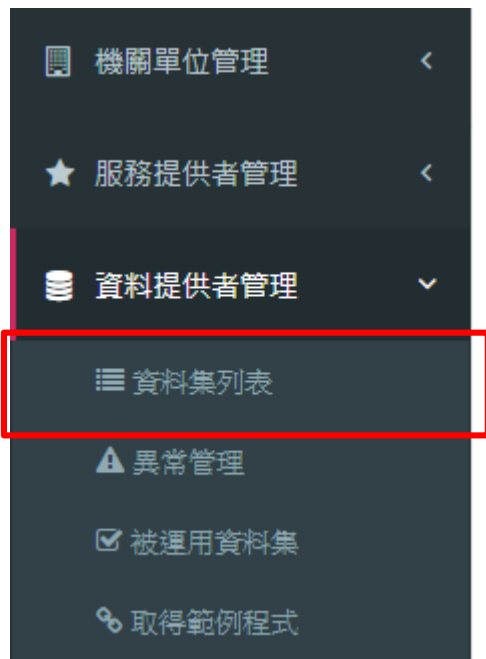 機關單位管理
服務提供者管理
資料提供者管理
資料集列表
異常管理
被運用資料集
取得範例程式